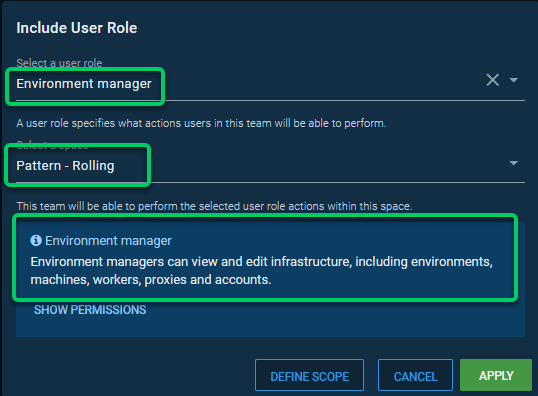 Include User Role
Select a user role
Environment manager
A user role specifies what actions users in this team will be able to perform.
Select a space
Pattern - Rolling
This team will be able to perform the selected user role actions within this space.
Environment manager
Environment managers can view and edit infrastructure, including environments,
machines, workers, proxies and accounts.
SHOW PERMISSIONS
DEFINE SCOPE
CANCEL
APPLY